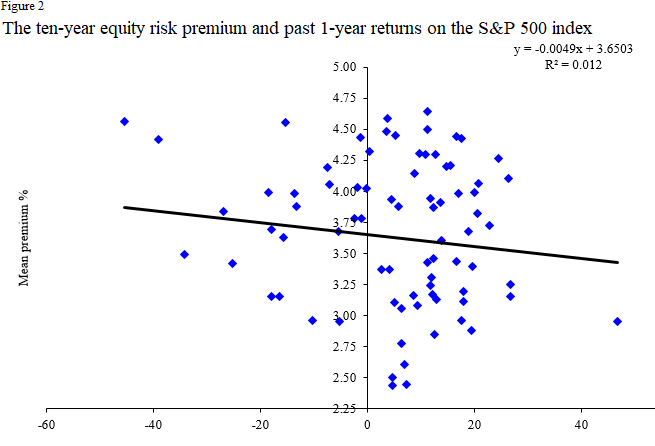 Figure 2
The ten-year equity risk premium and past 1-year returns on the S&P 500 index
y = -0.0049x + 3.6503
R² = 0.012
5.00
4.75
4.50
4.25
4.00
3.75
3.50
3.25
3.00
2.75
2.50
2.25
Mean premium %
-60 -40 -20 0 20 40